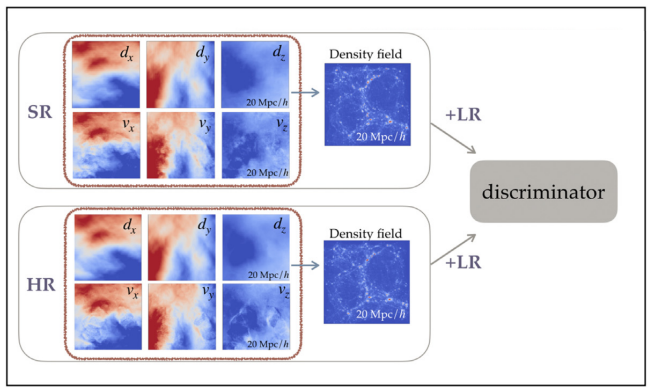 SR
d_x
d_y
d_z
20 Mpc/h
v_x
v_y
v_z
20 Mpc/h
Density field
20 Mpc/h
+LR
discriminator
HR
d_x
d_y
d_z
20 Mpc/h
v_x
v_y
v_z
20 Mpc/h
Density field
20 Mpc/h
+LR